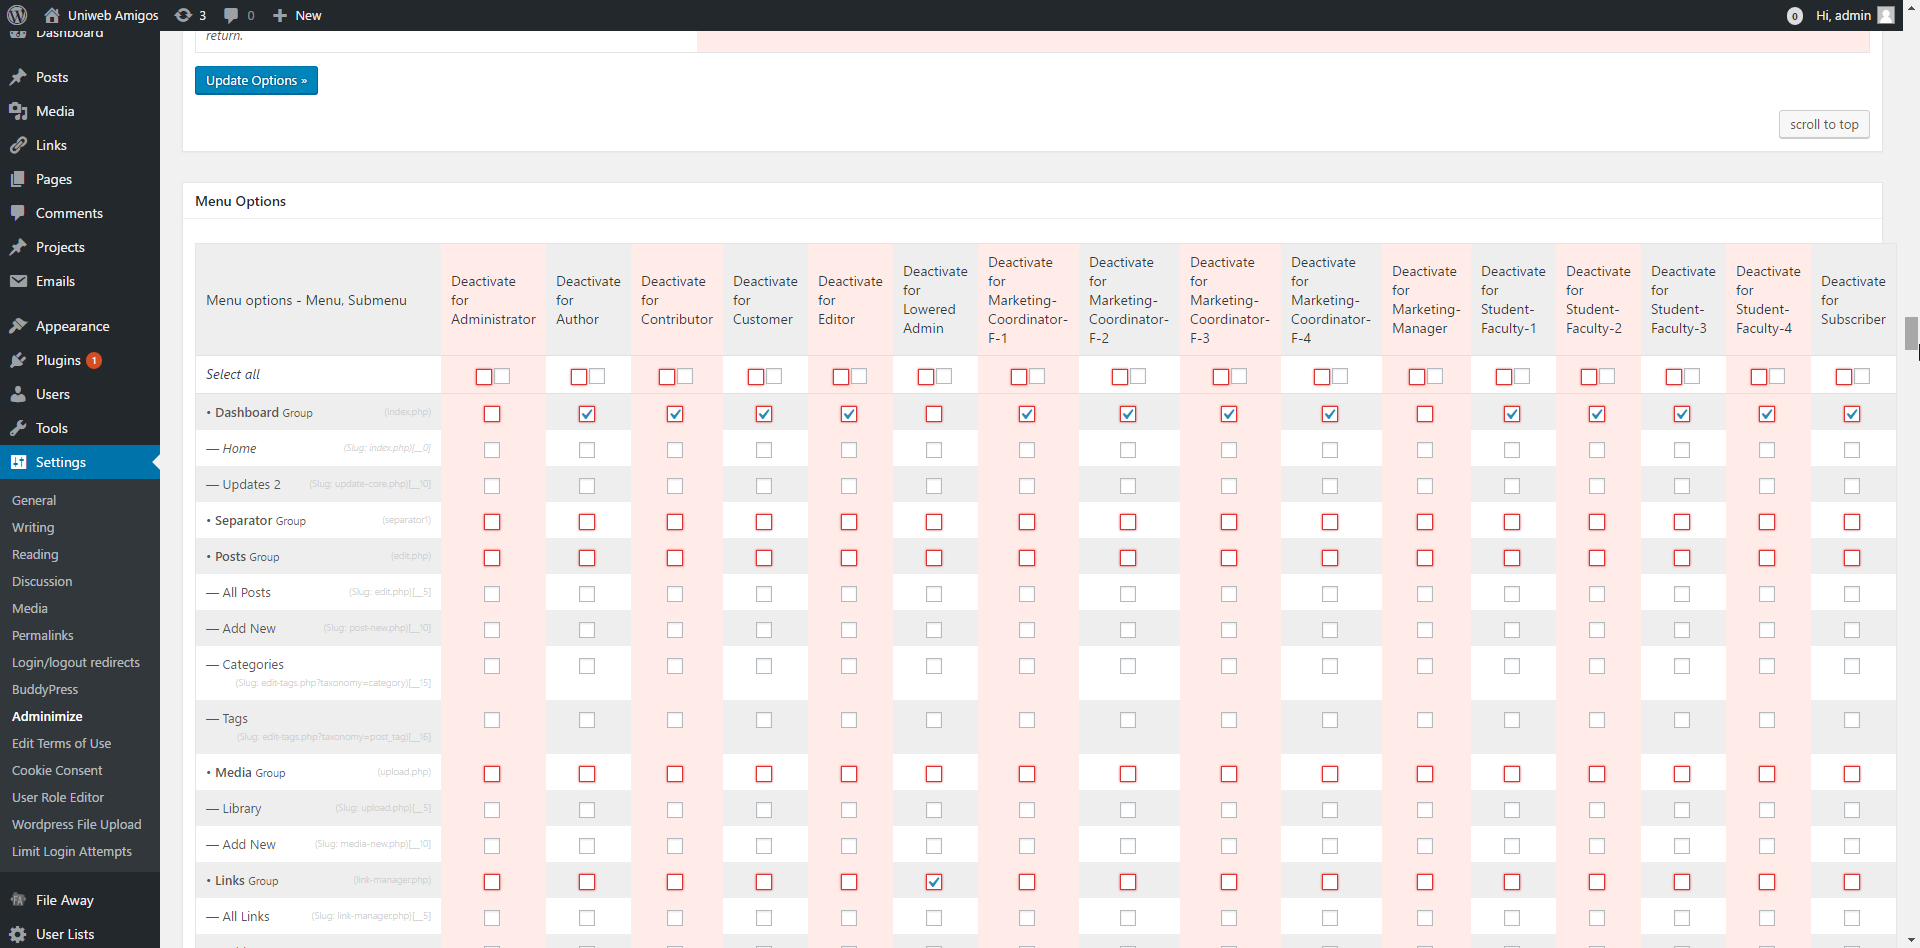 Uniweb Amigos 3 0 New 0 Hi, admin
Dashboard
Posts
Media
Links
Pages
Comments
Projects
Emails
Appearance
Plugins 1
Users
Tools
Settings
General
Writing
Reading
Discussion
Media
Permalinks
Login/logout redirects
BuddyPress
Adminimize
Edit Terms of Use
Cookie Consent
User Role Editor
Wordpress File Upload
Limit Login Attempts
File Away
User Lists
return.
Update Options »
scroll to top
Menu Options
Menu options - Menu, Submenu
Deactivate
for
Administrator
Deactivate
for
Author
Deactivate
for
Contributor
Deactivate
for
Customer
Deactivate
for
Editor
Deactivate
for
Lowered
Admin
Deactivate
for
Marketing-
Coordinator-
F-1
Deactivate
for
Marketing-
Coordinator-
F-2
Deactivate
for
Marketing-
Coordinator-
F-3
Deactivate
for
Marketing-
Coordinator-
F-4
Deactivate
for
Marketing-
Manager
Deactivate
for
Student-
Faculty-1
Deactivate
for
Student-
Faculty-2
Deactivate
for
Student-
Faculty-3
Deactivate
for
Student-
Faculty-4
Deactivate
for
Subscriber
Select all
• Dashboard Group (index.php)
— Home (Slug: index.php)[__0]
— Updates 2 (Slug: update-core.php)[__10]
• Separator Group (separator1)
• Posts Group (edit.php)
— All Posts (Slug: edit.php)[__5]
— Add New (Slug: post-new.php)[__10]
— Categories
(Slug: edit-tags.php?taxonomy=category)[__15]
— Tags
(Slug: edit-tags.php?taxonomy=post_tag)[__16]
• Media Group (upload.php)
— Library (Slug: upload.php)[__5]
— Add New (Slug: media-new.php)[__10]
• Links Group (link-manager.php)
— All Links (Slug: link-manager.php)[__5]